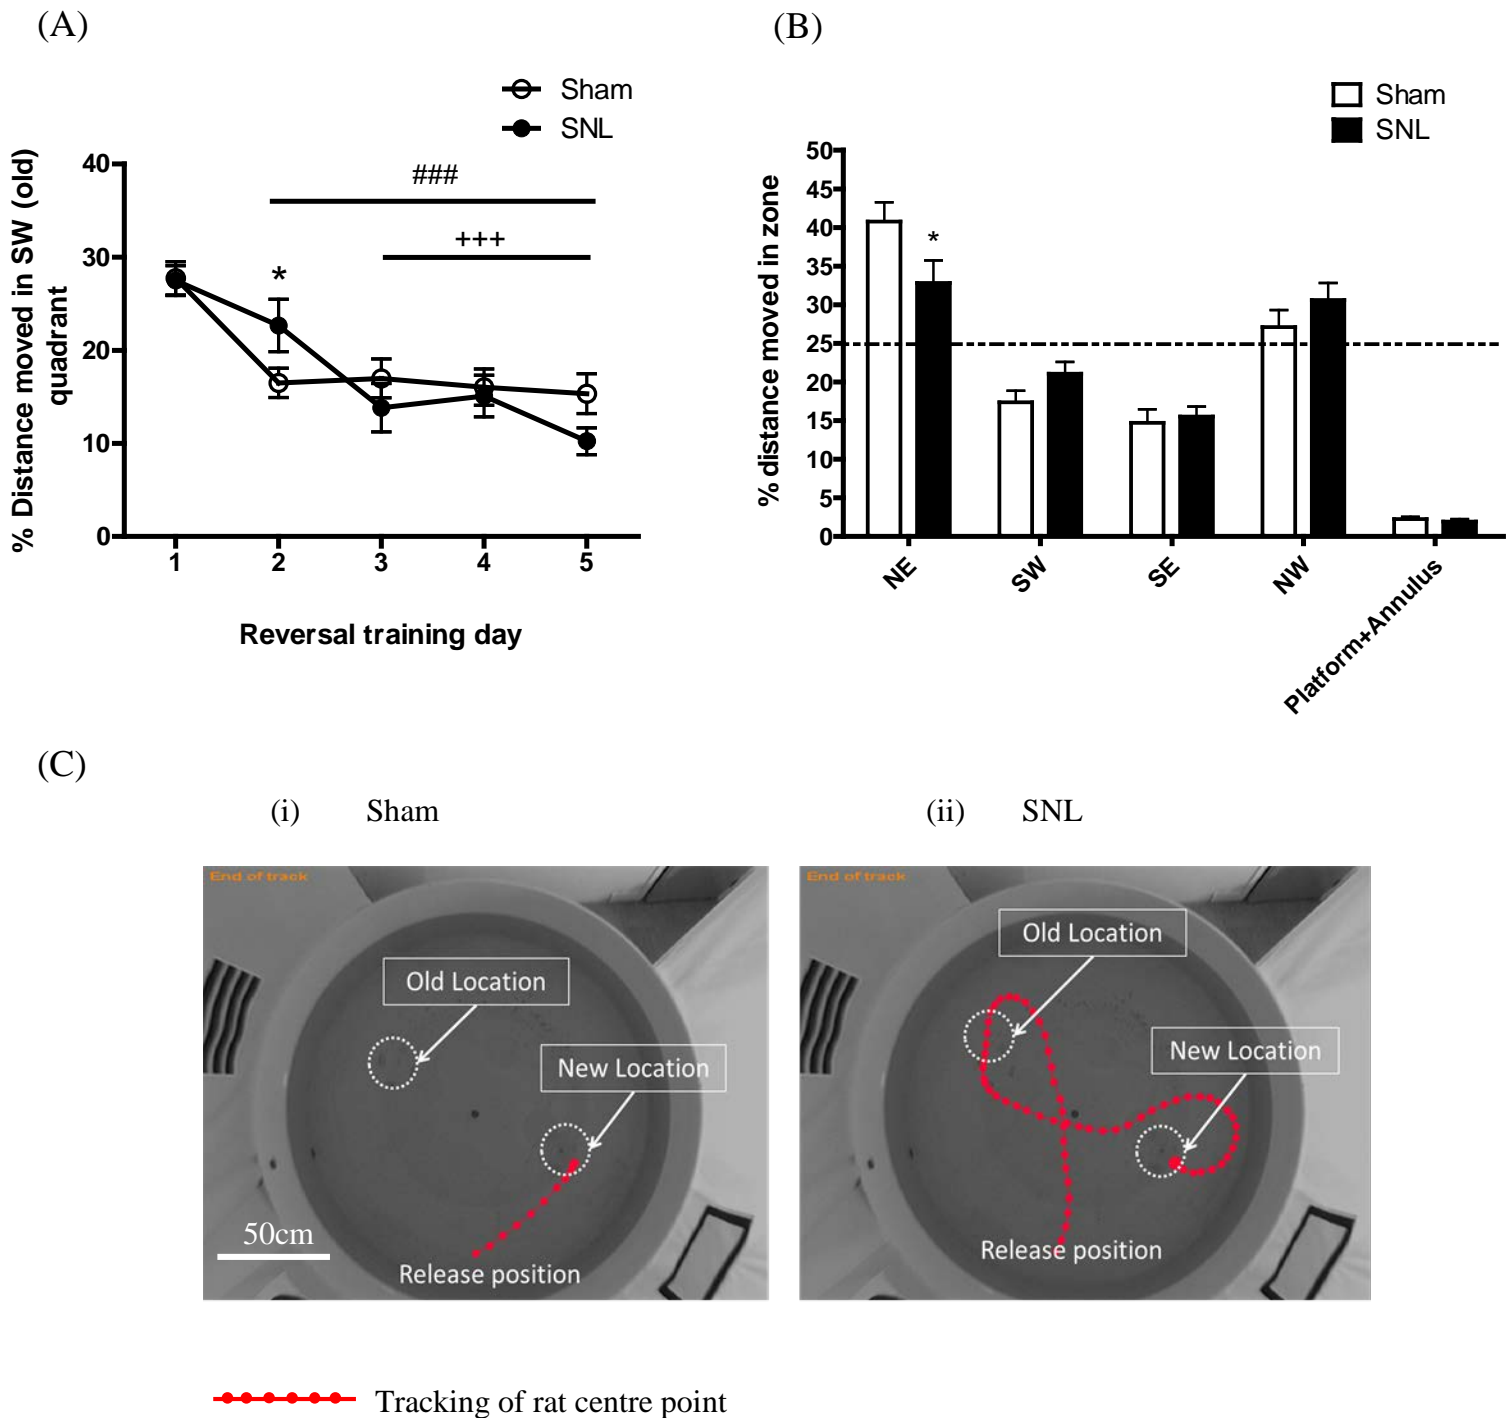 (A)
Sham
SNL
% Distance moved in SW (old)
quadrant
40
30
20
10
0
###
+++
*
1 2 3 4 5
Reversal training day
(B)
Sham
SNL
% distance moved in zone
50
45
40
35
30
25
20
15
10
5
0
*
NE
SW
SE
NW
Platform+Annulus
(C)
(i) Sham
End of track
Old Location
New Location
50cm
Release position
(ii) SNL
End of track
Old Location
New Location
Release position
Tracking of rat centre point